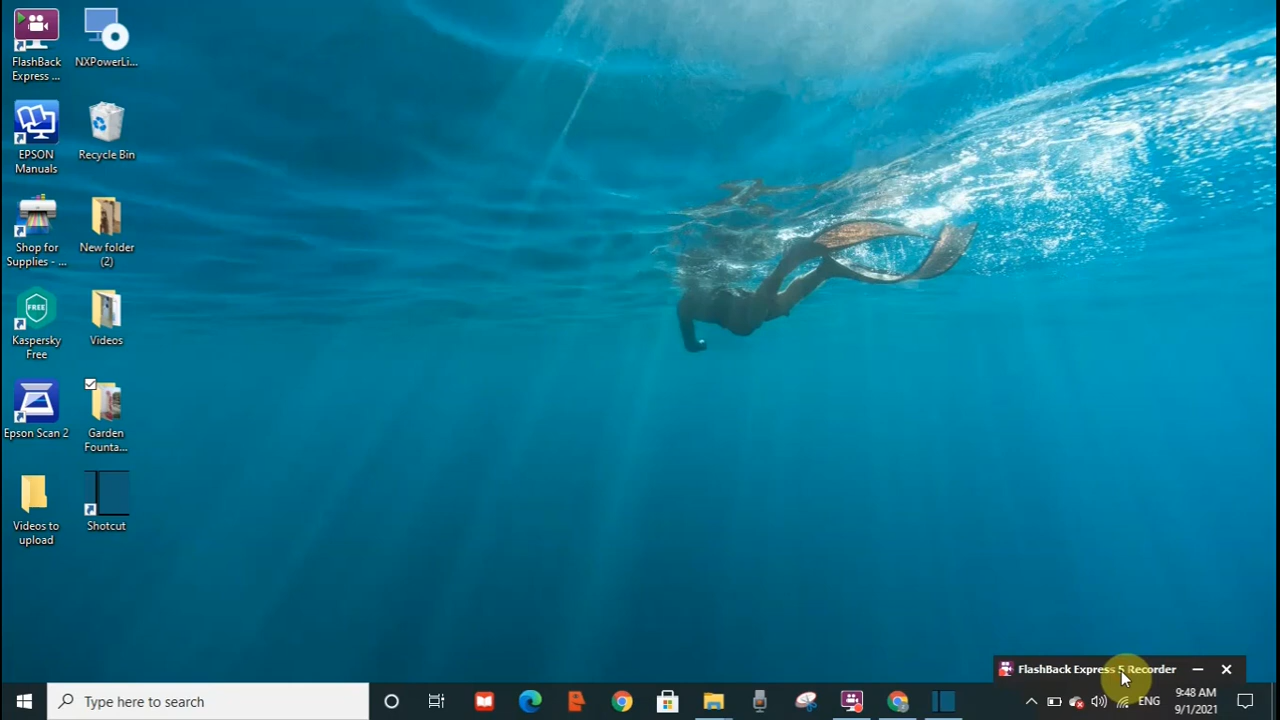 FlashBack
Express ...
NXPowerLi...
EPSON
Manuals
Recycle Bin
Shop for
Supplies - ...
New folder
(2)
FREE
Kaspersky
Free
Videos
Epson Scan 2
Garden
Founta...
Videos to
upload
Shotcut
FlashBack Express 5 Recorder
Type here to search
ENG
9:48 AM
9/1/2021